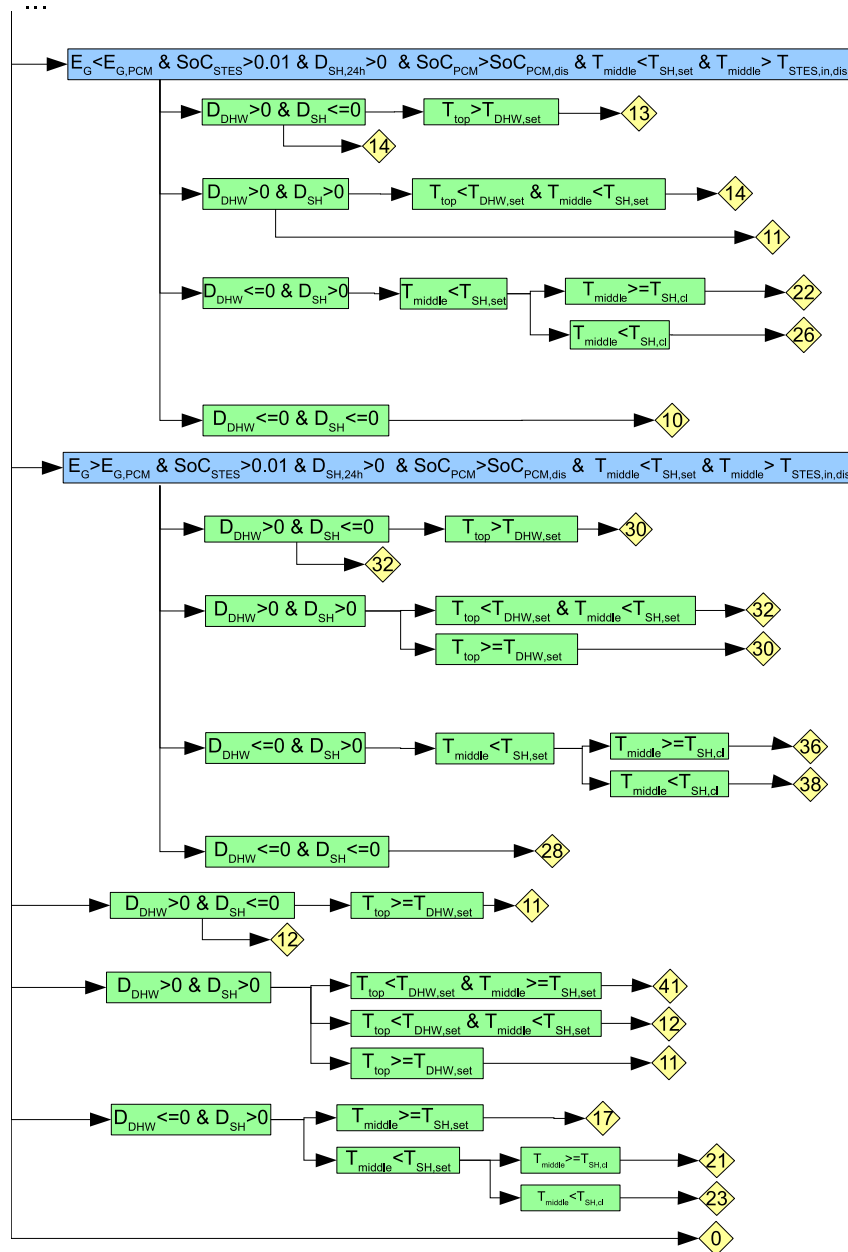 ...
E_G<E_G,PCM & SoC_STES>0.01 & D_SH,24h>0 & SoC_PCM>SoC_PCM,dis & T_middle<T_SH,set & T_middle> T_STES,in,dis
D_DHW>0 & D_SH<=0 T_top>T_DHW,set 13
14
D_DHW>0 & D_SH>0 T_top<T_DHW,set & T_middle<T_SH,set 14
11
D_DHW<=0 & D_SH>0 T_middle<T_SH,set T_middle>=T_SH,cl 22
T_middle<T_SH,cl 26
D_DHW<=0 & D_SH<=0 10
E_G>E_G,PCM & SoC_STES>0.01 & D_SH,24h>0 & SoC_PCM>SoC_PCM,dis & T_middle<T_SH,set & T_middle> T_STES,in,dis
D_DHW>0 & D_SH<=0 T_top>T_DHW,set 30
32
D_DHW>0 & D_SH>0 T_top<T_DHW,set & T_middle<T_SH,set 32
T_top>=T_DHW,set 30
D_DHW<=0 & D_SH>0 T_middle<T_SH,set T_middle>=T_SH,cl 36
T_middle<T_SH,cl 38
D_DHW<=0 & D_SH<=0 28
D_DHW>0 & D_SH<=0 T_top>=T_DHW,set 11
12
D_DHW>0 & D_SH>0 T_top<T_DHW,set & T_middle>=T_SH,set 41
T_top<T_DHW,set & T_middle<T_SH,set 12
T_top>=T_DHW,set 11
D_DHW<=0 & D_SH>0 T_middle>=T_SH,set 17
T_middle<T_SH,set T_middle>=T_SH,cl 21
T_middle<T_SH,cl 23
0